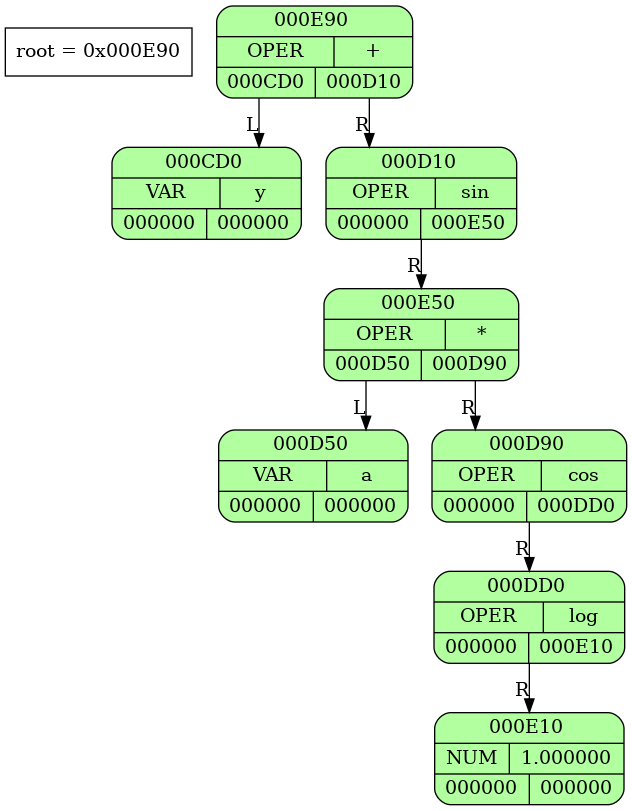 root = 0x000E90
000E90
OPER +
000CD0 000D10
L R
000CD0
VAR y
000000 000000
000D10
OPER sin
000000 000E50
R
000E50
OPER *
000D50 000D90
L R
000D50
VAR a
000000 000000
000D90
OPER cos
000000 000DD0
R
000DD0
OPER log
000000 000E10
R
000E10
NUM 1.000000
000000 000000